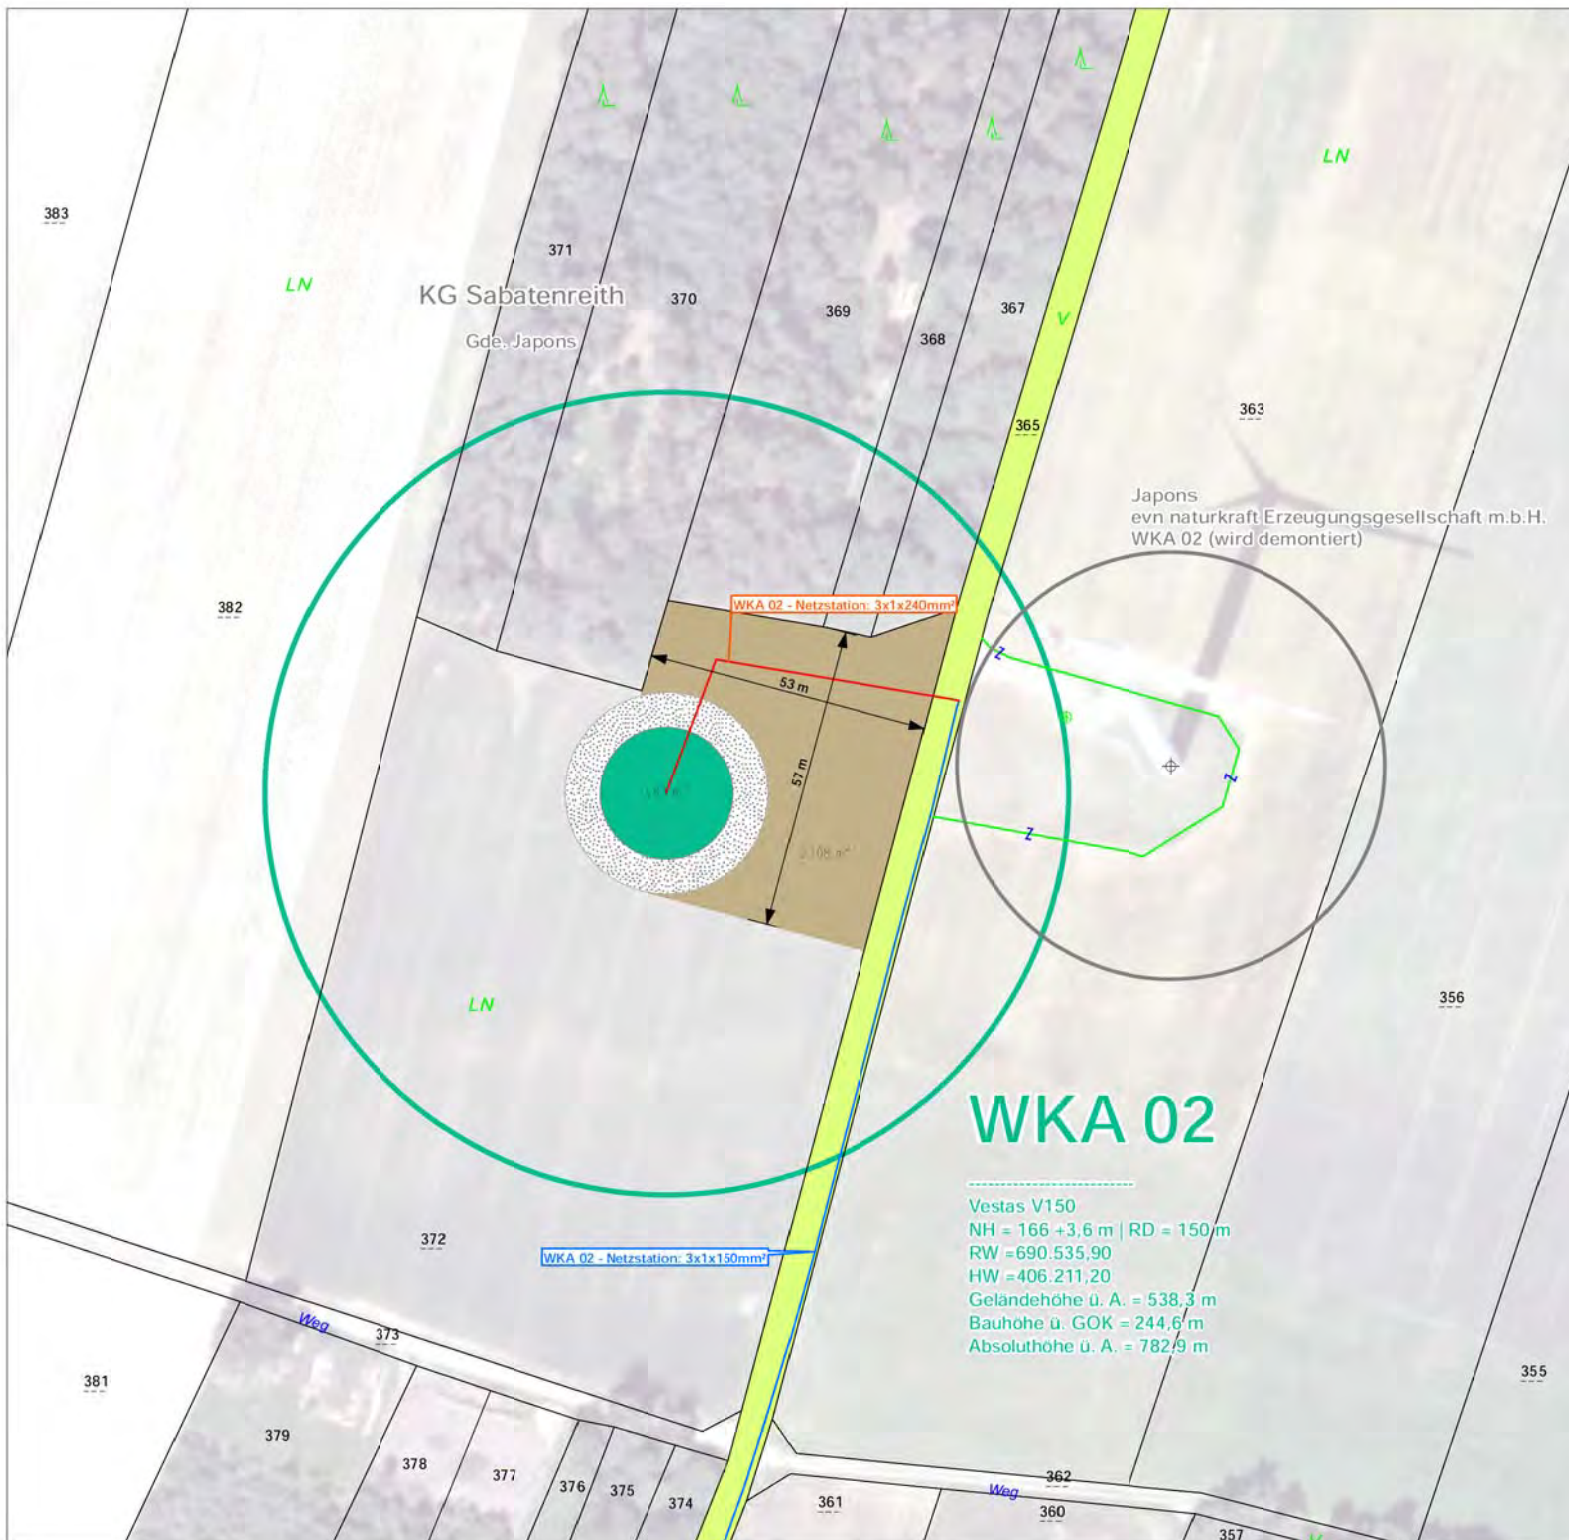 383
LN
LN
371
KG Sabatenreith
370
369
367
368
Gde. Japons
V
363
365
Japons
evn naturkraft Erzeugungsgesellschaft m.b.H.
WKA 02 (wird demontiert)
382
WKA 02 - Netzstation: 3x1x240mm²
Z
53 m
57 m
Z
Z
LN
356
WKA 02
--------------------------
Vestas V150
NH = 166 +3,6 m | RD = 150 m
RW =690.535,90
HW =406.211,20
Geländehöhe ü. A. = 538,3 m
Bauhöhe ü. GOK = 244,6 m
Absoluthöhe ü. A. = 782,9 m
372
WKA 02 - Netzstation: 3x1x150mm²
Weg
373
381
355
379
378
377
376
375
374
362
Weg
361
360
357
V